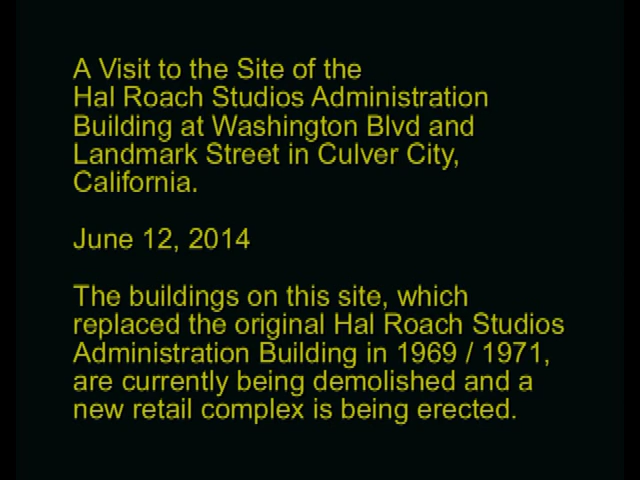 A Visit to the Site of the
Hal Roach Studios Administration
Building at Washington Blvd and
Landmark Street in Culver City,
California.
June 12, 2014
The buildings on this site, which
replaced the original Hal Roach Studios
Administration Building in 1969 / 1971,
are currently being demolished and a
new retail complex is being erected.